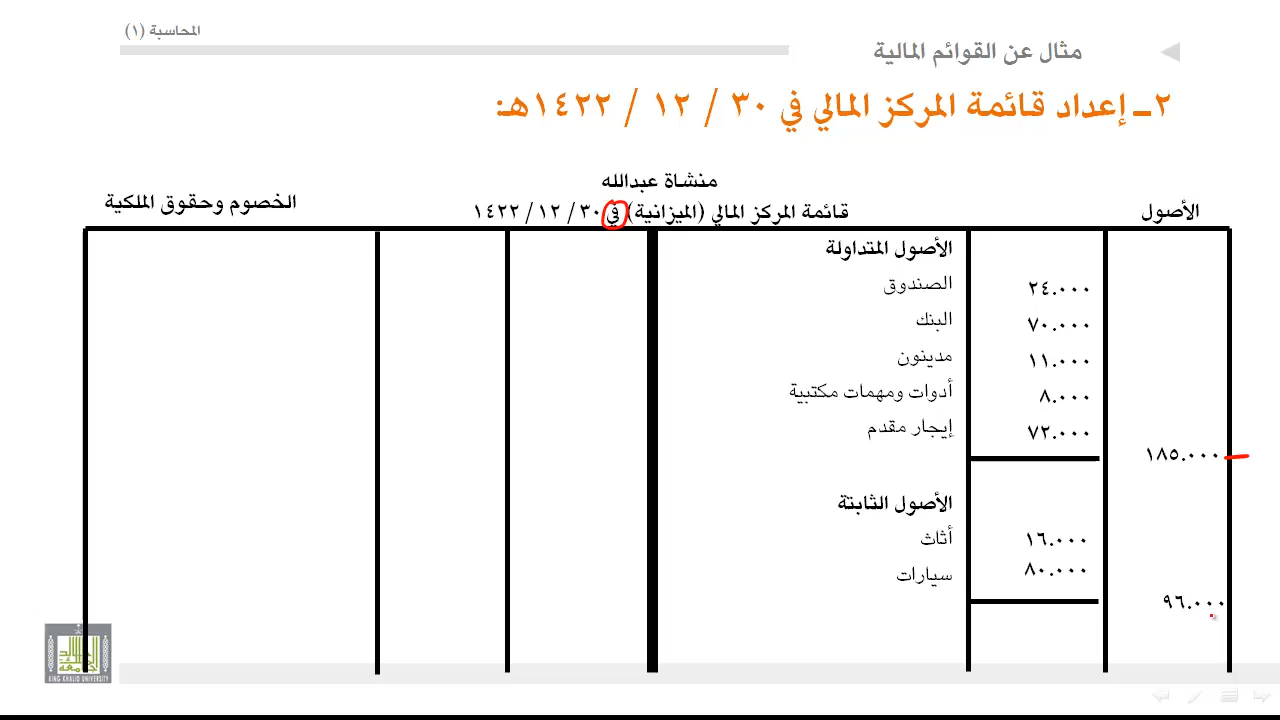 المحاسبة (١)
مثال عن القوائم المالية
٢ـ إعداد قائمة المركز المالي في ٣٠ / ١٢ / ١٤٢٢هـ:
منشاة عبدالله
الأصول قائمة المركز المالي (الميزانية) في ٣٠ / ١٢ / ١٤٢٢ الخصوم وحقوق الملكية
الأصول المتداولة
٢٤.٠٠٠ الصندوق
٧٠.٠٠٠ البنك
١١.٠٠٠ مدينون
٨.٠٠٠ أدوات ومهمات مكتبية
٧٢.٠٠٠ إيجار مقدم
١٨٥.٠٠٠
الأصول الثابتة
١٦.٠٠٠ أثاث
٨٠.٠٠٠ سيارات
٩٦.٠٠٠
KING KHALID UNIVERSITY